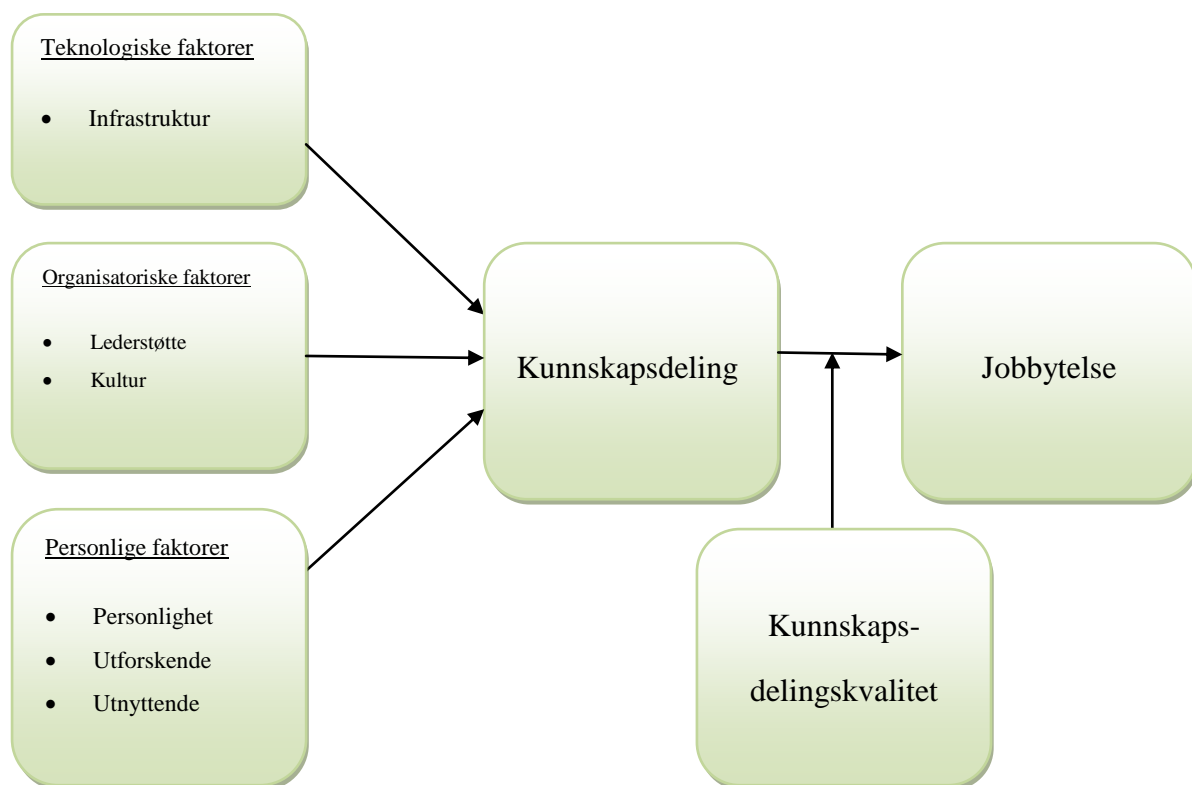 Teknologiske faktorer
• Infrastruktur
Organisatoriske faktorer
• Lederstøtte
• Kultur
Personlige faktorer
• Personlighet
• Utforskende
• Utnyttende
Kunnskapsdeling
Jobbytelse
Kunnskaps-
delingskvalitet